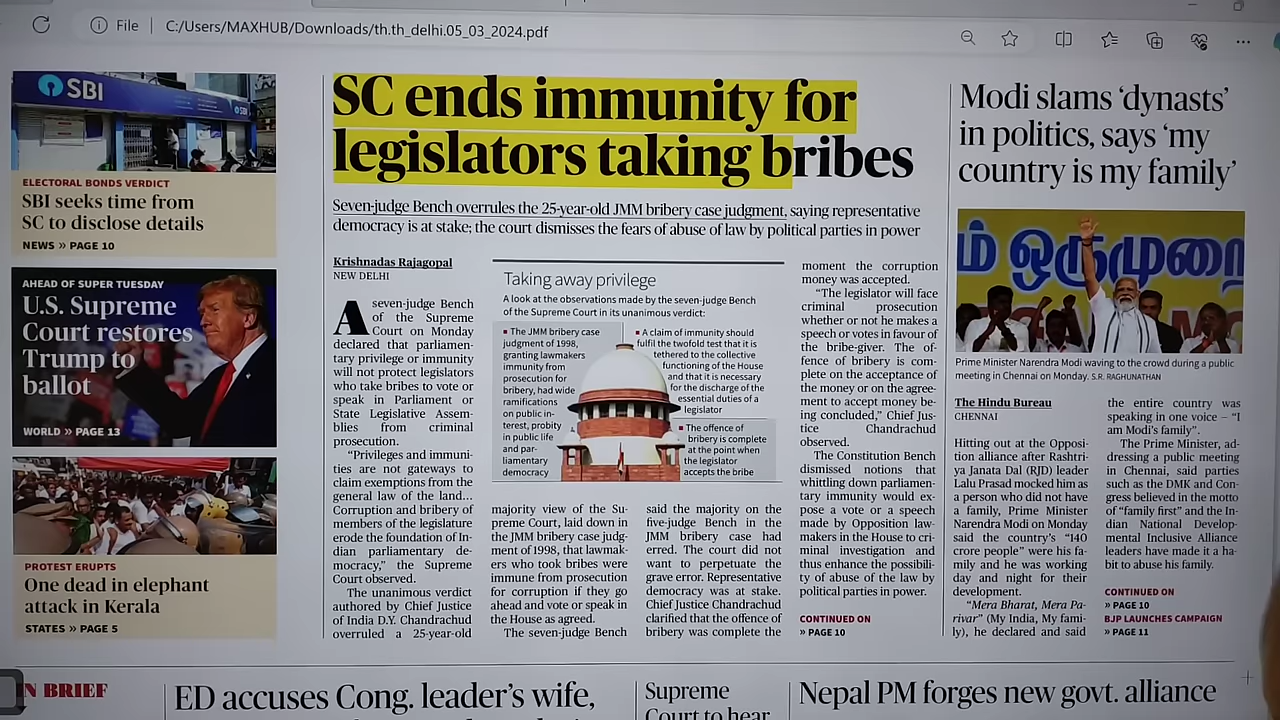 File
C:/Users/MAXHUB/Downloads/th.th_delhi.05_03_2024.pdf
SBI
SBI
ELECTORAL BONDS VERDICT
SBI seeks time from
SC to disclose details
NEWS » PAGE 10
AHEAD OF SUPER TUESDAY
U.S. Supreme
Court restores
Trump to
ballot
WORLD » PAGE 13
PROTEST ERUPTS
One dead in elephant
attack in Kerala
STATES » PAGE 5
SC ends immunity for
legislators taking bribes
Seven-judge Bench overrules the 25-year-old JMM bribery case judgment, saying representative
democracy is at stake; the court dismisses the fears of abuse of law by political parties in power
Krishnadas Rajagopal
NEW DELHI
A seven-judge Bench
of the Supreme
Court on Monday
declared that parliamen-
tary privilege or immunity
will not protect legislators
who take bribes to vote or
speak in Parliament or
State Legislative Assem-
blies from criminal
prosecution.
“Privileges and immuni-
ties are not gateways to
claim exemptions from the
general law of the land...
Corruption and bribery of
members of the legislature
erode the foundation of In-
dian parliamentary de-
mocracy,” the Supreme
Court observed.
The unanimous verdict
authored by Chief Justice
of India D.Y. Chandrachud
overruled a 25-year-old
Taking away privilege
A look at the observations made by the seven-judge Bench
of the Supreme Court in its unanimous verdict:
The JMM bribery case
judgment of 1998,
granting lawmakers
immunity from
prosecution for
bribery, had wide
ramifications
on public in-
terest, probity
in public life
and par-
liamentary
democracy
A claim of immunity should
fulfil the twofold test that it is
tethered to the collective
functioning of the House
and that it is necessary
for the discharge of the
essential duties of a
legislator
The offence of
bribery is complete
at the point when
the legislator
accepts the bribe
majority view of the Su-
preme Court, laid down in
the JMM bribery case judg-
ment of 1998, that lawmak-
ers who took bribes were
immune from prosecution
for corruption if they go
ahead and vote or speak in
the House as agreed.
The seven-judge Bench
said the majority on the
five-judge Bench in the
JMM bribery case had
erred. The court did not
want to perpetuate the
grave error. Representative
democracy was at stake.
Chief Justice Chandrachud
clarified that the offence of
bribery was complete the
moment the corruption
money was accepted.
“The legislator will face
criminal prosecution
whether or not he makes a
speech or votes in favour of
the bribe-giver. The of-
fence of bribery is com-
plete on the acceptance of
the money or on the agree-
ment to accept money be-
ing concluded,” Chief Jus-
tice Chandrachud
observed.
The Constitution Bench
dismissed notions that
whittling down parliamen-
tary immunity would ex-
pose a vote or a speech
made by Opposition law-
makers in the House to cri-
minal investigation and
thus enhance the possibili-
ty of abuse of the law by
political parties in power.
CONTINUED ON
» PAGE 10
Modi slams ‘dynasts’
in politics, says ‘my
country is my family’
ம் ஒருமுறை
Prime Minister Narendra Modi waving to the crowd during a public
meeting in Chennai on Monday. S.R. RAGHUNATHAN
The Hindu Bureau
CHENNAI
Hitting out at the Opposi-
tion alliance after Rashtri-
ya Janata Dal (RJD) leader
Lalu Prasad mocked him as
a person who did not have
a family, Prime Minister
Narendra Modi on Monday
said the country’s “140
crore people” were his fa-
mily and he was working
day and night for their
development.
“Mera Bharat, Mera Pa-
rivar” (My India, My fami-
ly), he declared and said
the entire country was
speaking in one voice – “I
am Modi’s family”.
The Prime Minister, ad-
dressing a public meeting
in Chennai, said parties
such as the DMK and Con-
gress believed in the motto
of “family first” and the In-
dian National Develop-
mental Inclusive Alliance
leaders have made it a ha-
bit to abuse his family.
CONTINUED ON
» PAGE 10
BJP LAUNCHES CAMPAIGN
» PAGE 11
N BRIEF
ED accuses Cong. leader’s wife,
Supreme
Court to hear
Nepal PM forges new govt. alliance